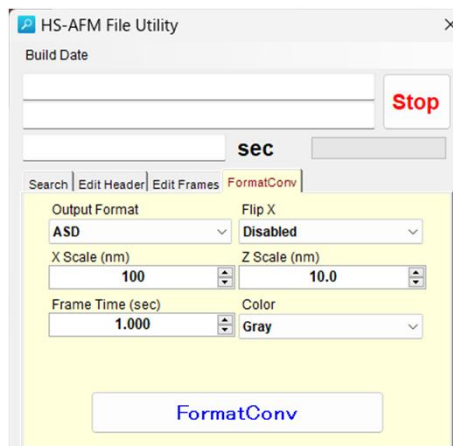 HS-AFM File Utility
Build Date
Stop
sec
Search Edit Header Edit Frames FormatConv
Output Format Flip X
ASD Disabled
X Scale (nm) Z Scale (nm)
100 10.0
Frame Time (sec) Color
1.000 Gray
FormatConv